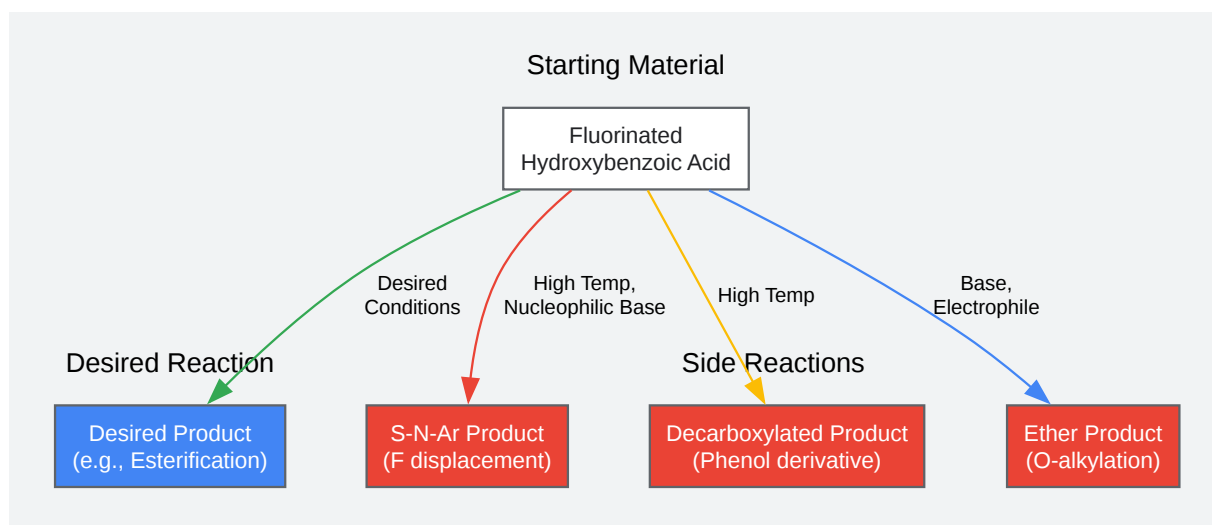 Starting Material
Fluorinated
Hydroxybenzoic Acid
Desired
Conditions
High Temp,
Nucleophilic Base
High Temp
Base,
Electrophile
Desired Reaction
Side Reactions
Desired Product
(e.g., Esterification)
S-N-Ar Product
(F displacement)
Decarboxylated Product
(Phenol derivative)
Ether Product
(O-alkylation)